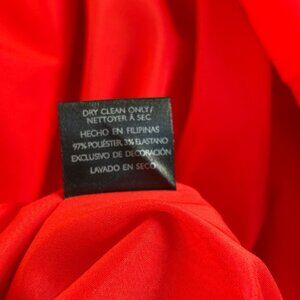 DRY CLEAN ONLY/
NETTOYER À SEC
HECHO EN FILIPINAS
97% POLIÉSTER, 3% ELASTANO
EXCLUSIVO DE DECORACIÓN
LAVADO EN SECO